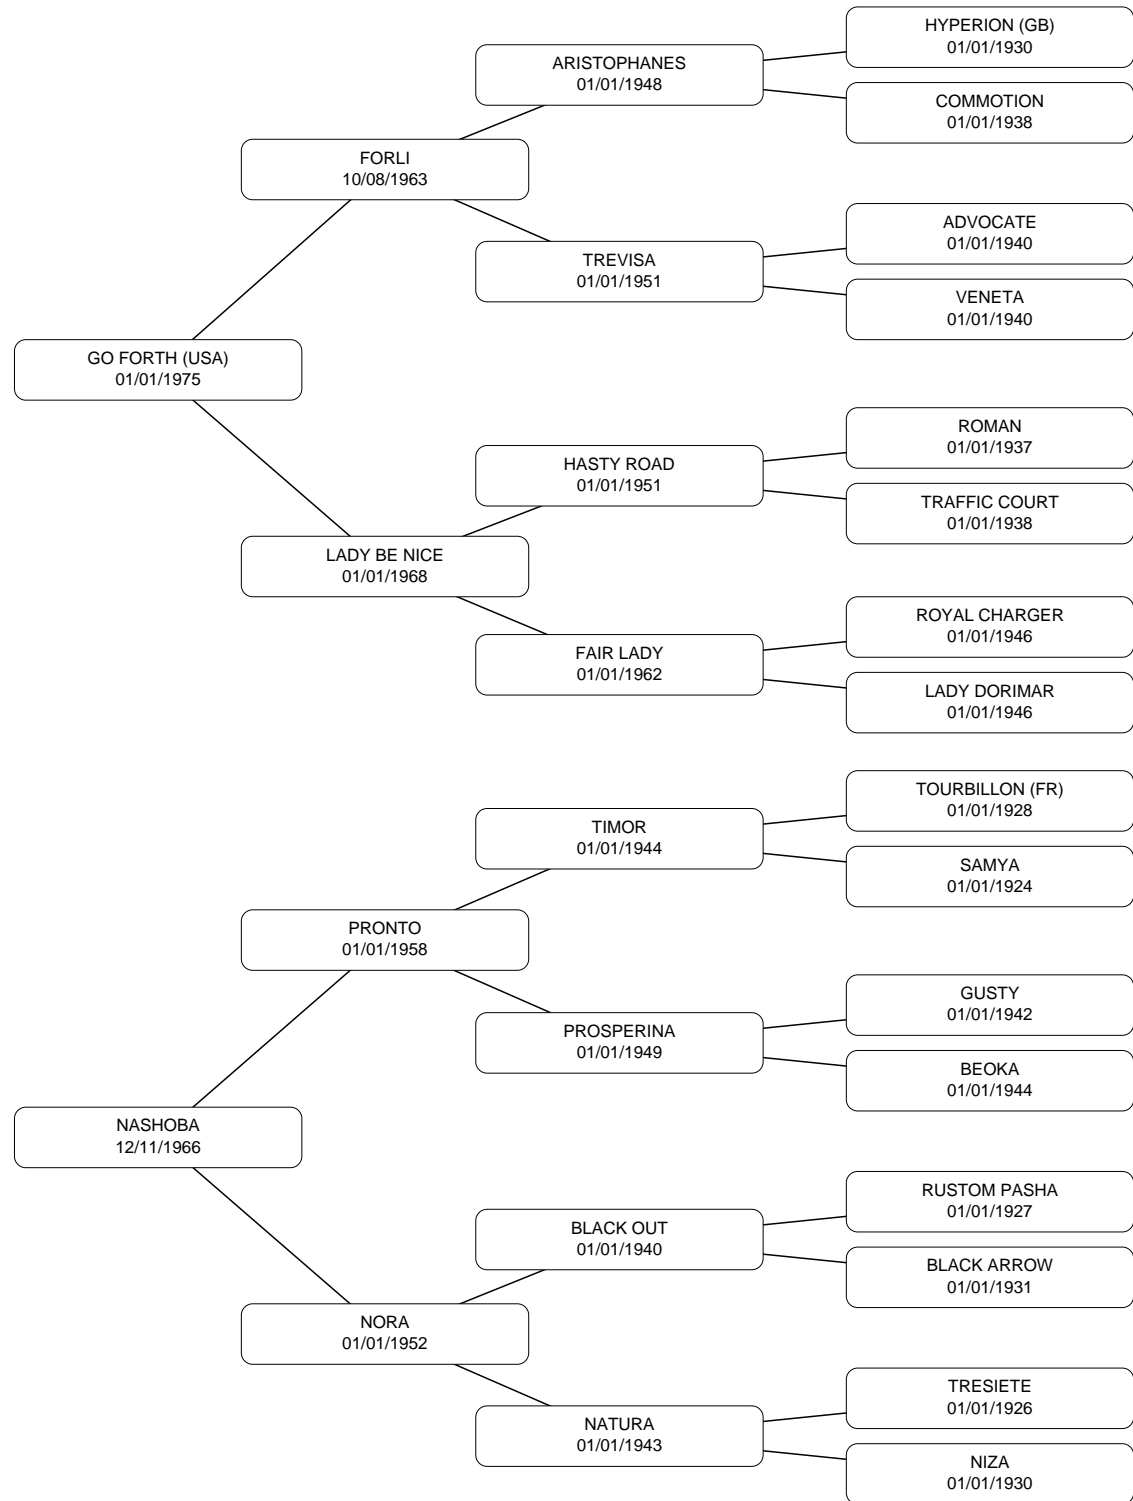 HYPERION (GB)
01/01/1930
ARISTOPHANES
01/01/1948
COMMOTION
01/01/1938
FORLI
10/08/1963
ADVOCATE
01/01/1940
TREVISA
01/01/1951
VENETA
01/01/1940
GO FORTH (USA)
01/01/1975
ROMAN
01/01/1937
HASTY ROAD
01/01/1951
TRAFFIC COURT
01/01/1938
LADY BE NICE
01/01/1968
ROYAL CHARGER
01/01/1946
FAIR LADY
01/01/1962
LADY DORIMAR
01/01/1946
TOURBILLON (FR)
01/01/1928
TIMOR
01/01/1944
SAMYA
01/01/1924
PRONTO
01/01/1958
GUSTY
01/01/1942
PROSPERINA
01/01/1949
BEOKA
01/01/1944
NASHOBA
12/11/1966
RUSTOM PASHA
01/01/1927
BLACK OUT
01/01/1940
BLACK ARROW
01/01/1931
NORA
01/01/1952
TRESIETE
01/01/1926
NATURA
01/01/1943
NIZA
01/01/1930